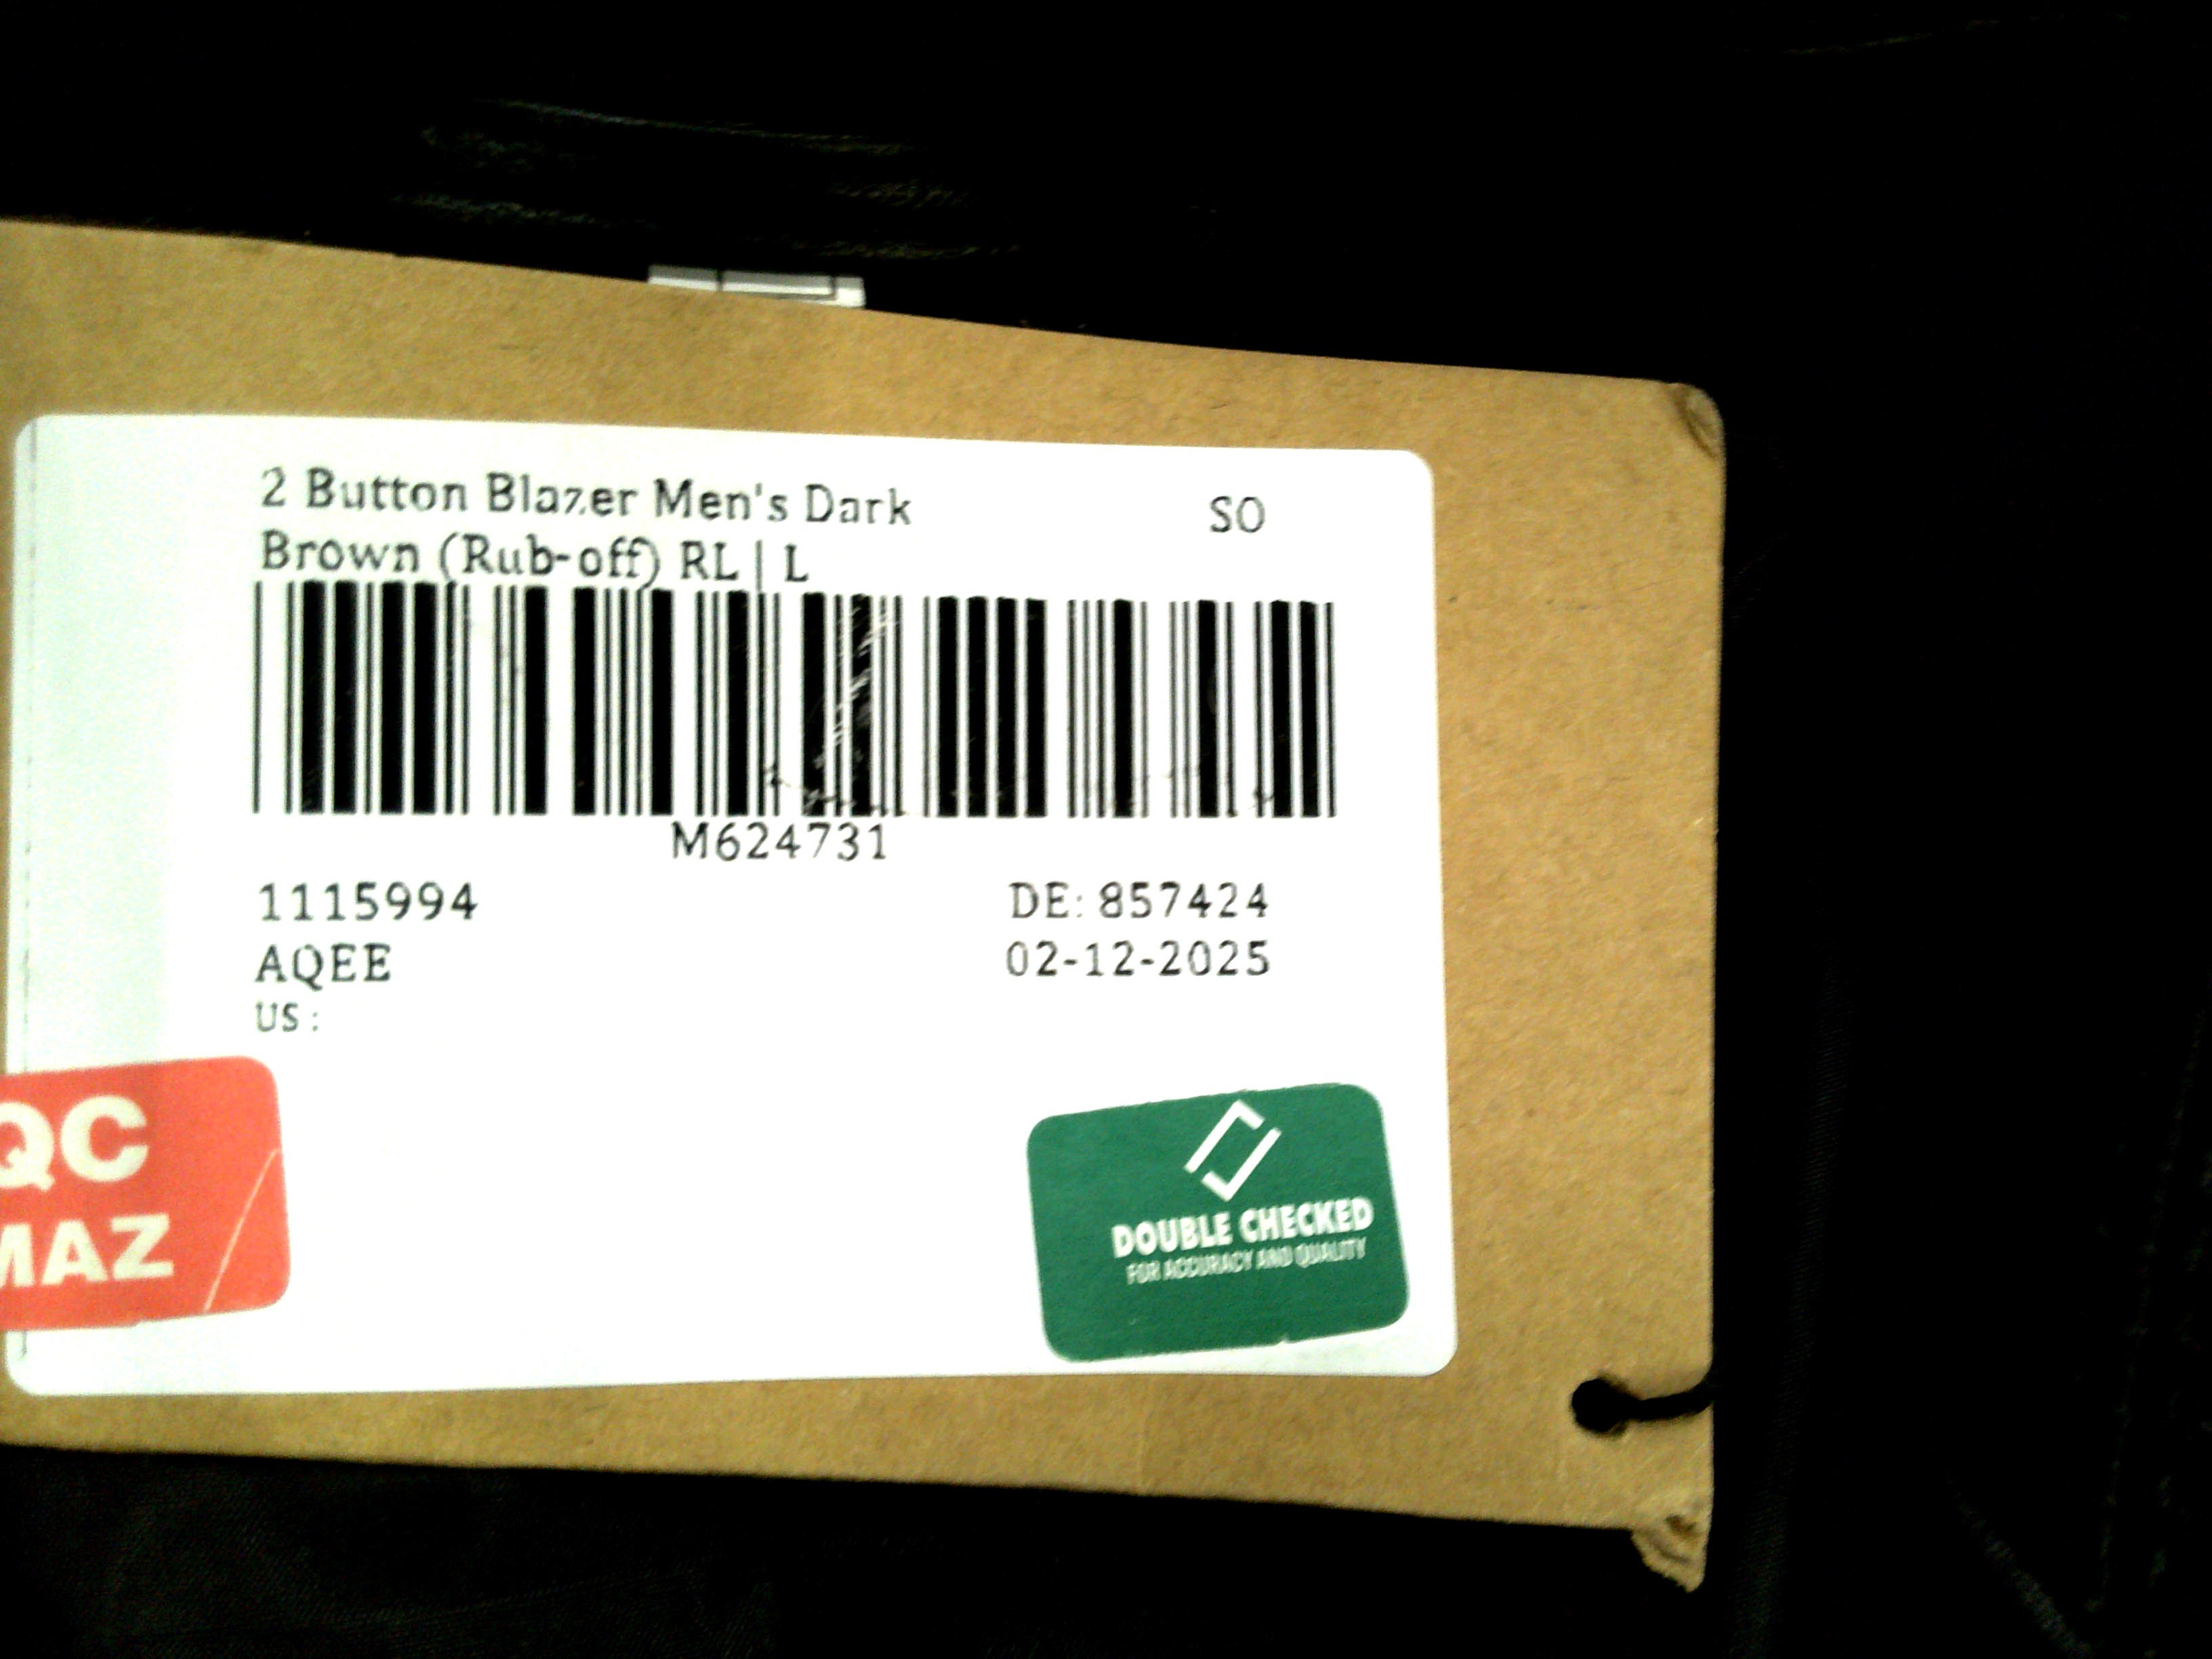 2 Button Blazer Men's Dark
Brown (Rub-off) RL | L
SO
M624731
1115994
DE: 857424
AQEE
02-12-2025
US :
QC
MAZ
DOUBLE CHECKED
FOR ACCURACY AND QUALITY